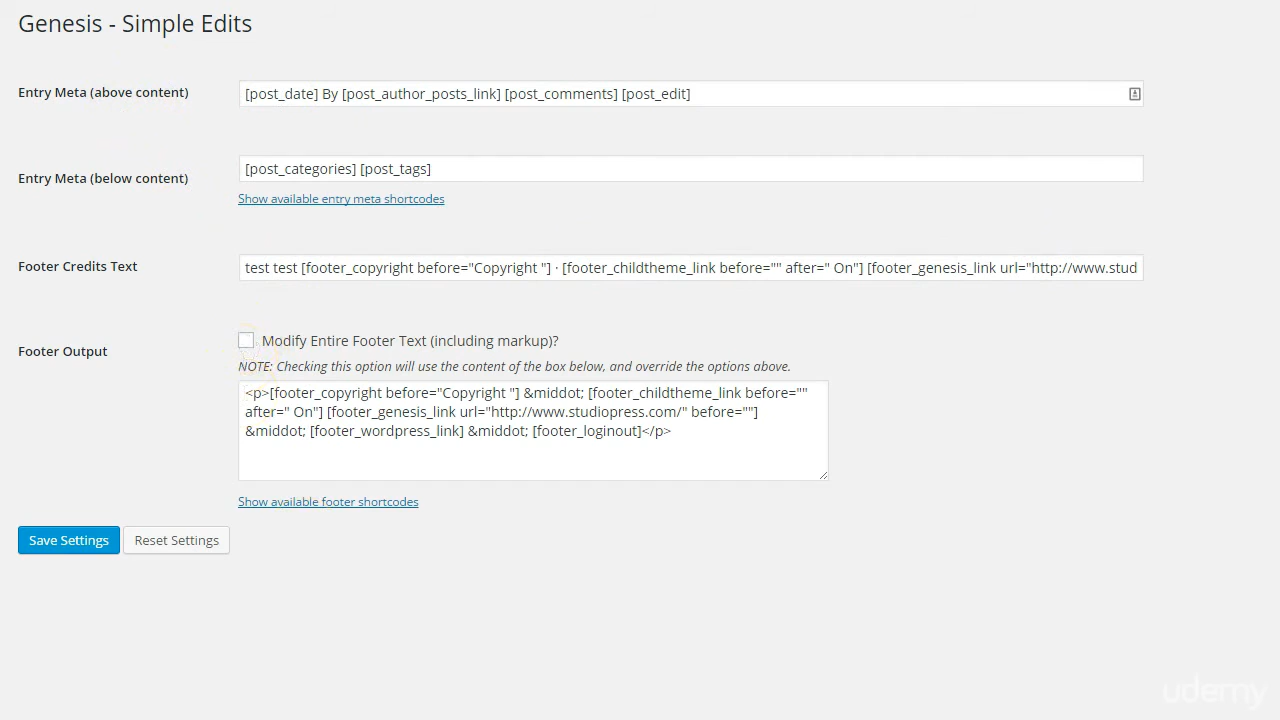 Genesis - Simple Edits
Entry Meta (above content)
[post_date] By [post_author_posts_link] [post_comments] [post_edit]
Entry Meta (below content)
[post_categories] [post_tags]
Show available entry meta shortcodes
Footer Credits Text
test test [footer_copyright before="Copyright "] · [footer_childtheme_link before="" after=" On"] [footer_genesis_link url="http://www.stud
Footer Output
Modify Entire Footer Text (including markup)?
NOTE: Checking this option will use the content of the box below, and override the options above.
<p>[footer_copyright before="Copyright "] &middot; [footer_childtheme_link before=""
after=" On"] [footer_genesis_link url="http://www.studiopress.com/" before=""]
&middot; [footer_wordpress_link] &middot; [footer_loginout]</p>
Show available footer shortcodes
Save Settings
Reset Settings
udemy